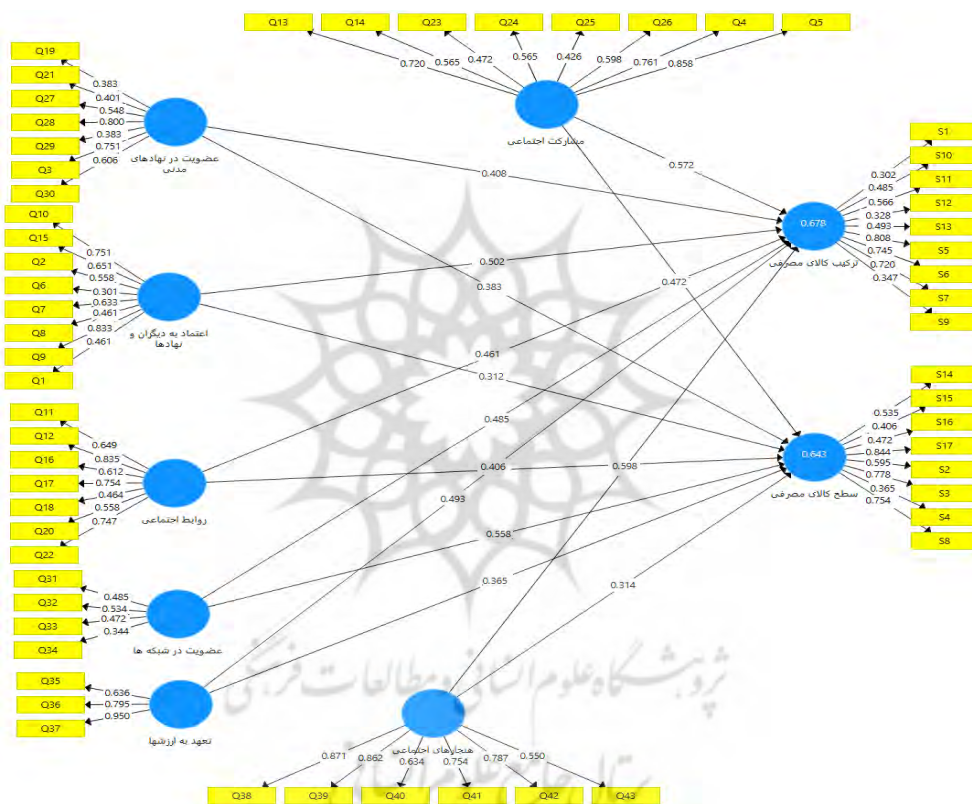 Q13 Q14 Q23 Q24 Q25 Q26 Q4 Q5
0.720 0.565 0.472 0.565 0.426 0.598 0.761 0.858
مشارکت اجتماعی
Q19
Q21
Q27
Q28
Q29
Q3
Q30
0.383
0.401
0.548
0.800
0.383
0.751
0.606
عضویت در نهادهای
مدنی
Q10
Q15
Q2
Q6
Q7
Q8
Q9
Q1
0.751
0.651
0.558
0.301
0.633
0.461
0.833
0.461
اعتماد به دیگران و
نهادها
Q11
Q12
Q16
Q17
Q18
Q20
Q22
0.649
0.835
0.612
0.754
0.464
0.558
0.747
روابط اجتماعی
Q31
Q32
Q33
Q34
0.485
0.534
0.472
0.344
عضویت در شبکه ها
Q35
Q36
Q37
0.636
0.795
0.950
تعهد به ارزشها
0.572
0.408
0.502
0.472
0.383
0.461
0.312
0.485
0.406
0.598
0.493
0.558
0.365
0.314
S1
S10
S11
S12
S13
S5
S6
S7
S9
0.302
0.485
0.566
0.328
0.493
0.808
0.745
0.720
0.347
0.678
ترکیب کالای مصرفی
S14
S15
S16
S17
S2
S3
S4
S8
0.535
0.406
0.472
0.844
0.595
0.778
0.365
0.754
0.643
سطح کالای مصرفی
هنجارهای اجتماعی
0.871 0.862 0.634 0.754 0.787 0.550
Q38 Q39 Q40 Q41 Q42 Q43
پژوهشگاه علوم انسانی و مطالعات فرهنگی
پرتال جامع علوم انسانی